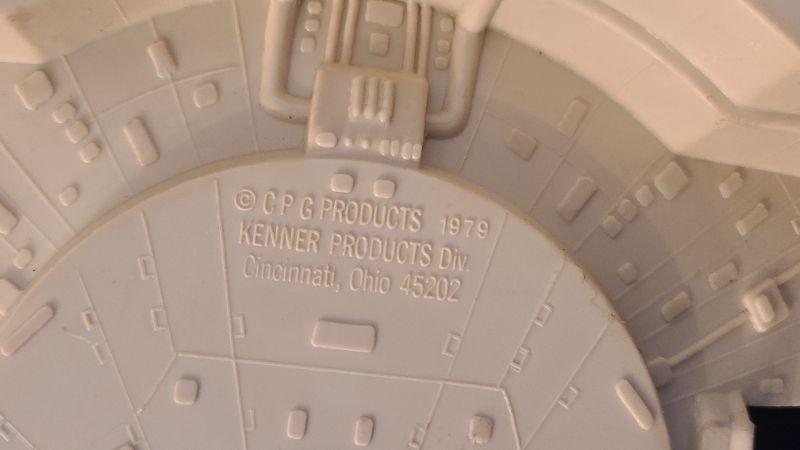 © C P G PRODUCTS 1979
KENNER PRODUCTS Div.
Cincinnati, Ohio 45202